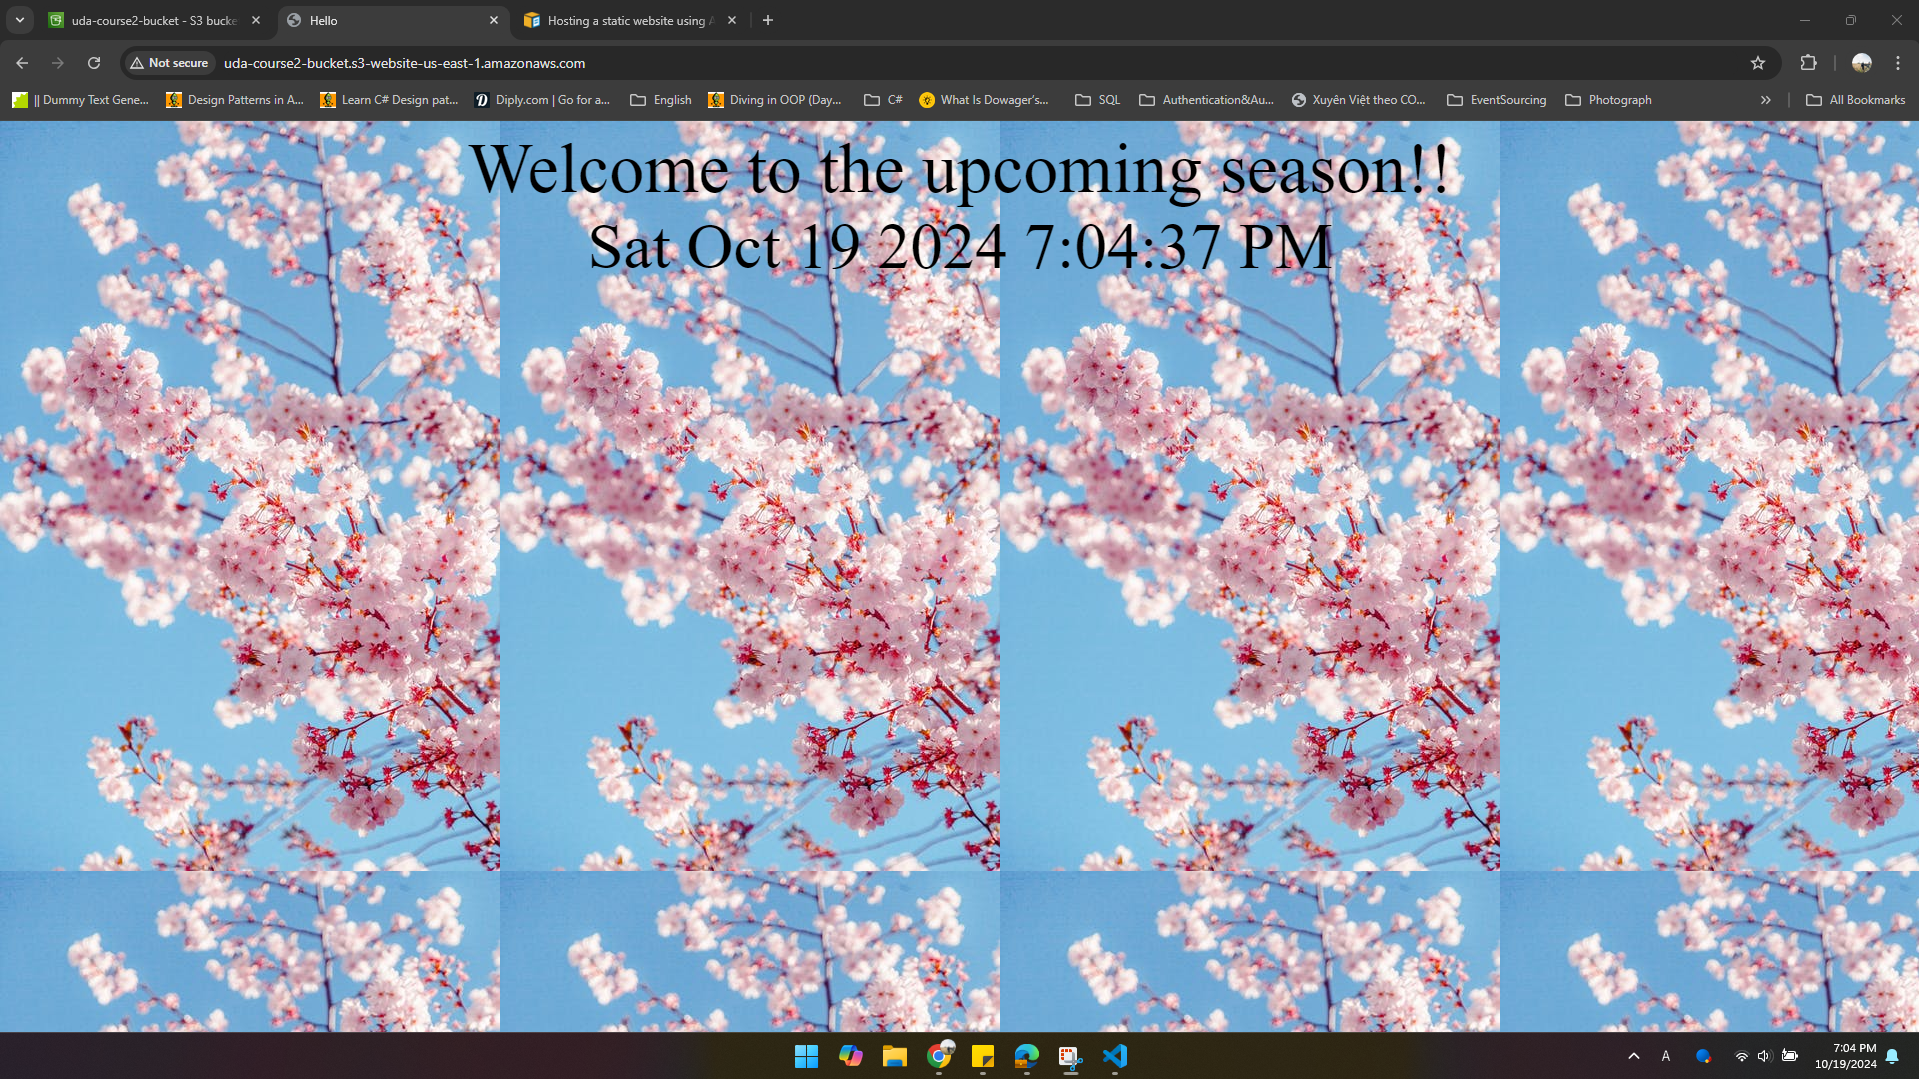 uda-course2-bucket - S3 bucke
Hello
Hosting a static website using A
Not secure
uda-course2-bucket.s3-website-us-east-1.amazonaws.com
|| Dummy Text Gene...
Design Patterns in A...
Learn C# Design pat...
Diply.com | Go for a...
English
Diving in OOP (Day...
C#
What Is Dowager's...
SQL
Authentication&Au...
Xuyên Việt theo CO...
EventSourcing
Photograph
All Bookmarks
Welcome to the upcoming season!!
Sat Oct 19 2024 7:04:37 PM
A
7:04 PM
10/19/2024